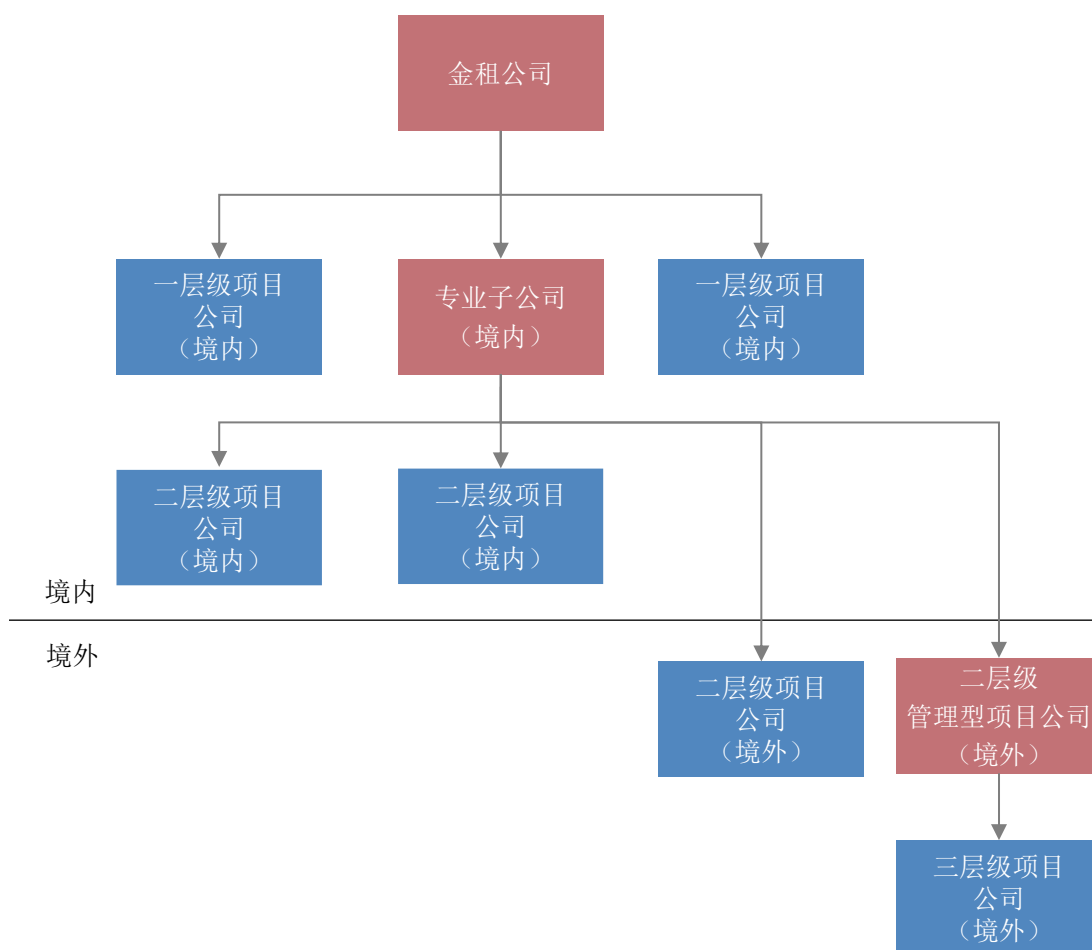 金租公司
一层级项目
公司
（境内）
专业子公司
（境内）
一层级项目
公司
（境内）
二层级项目
公司
（境内）
二层级项目
公司
（境内）
境内
境外
二层级项目
公司
（境外）
二层级
管理型项目公司
（境外）
三层级项目
公司
（境外）